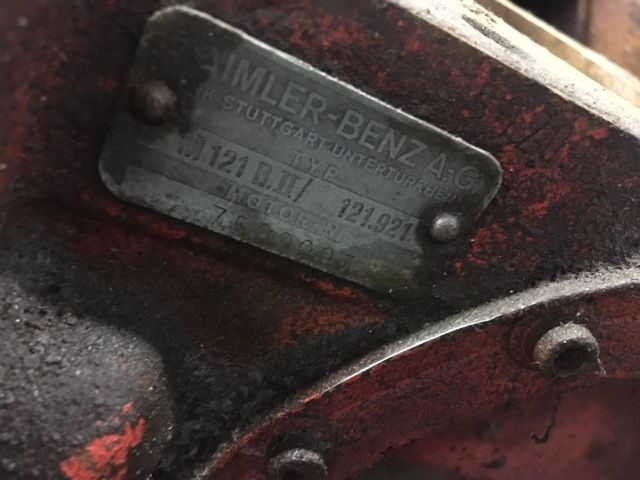 AIMLER-BENZ A.-G.
STUTTGART-UNTERTÜRKHE
TYP
M 121 B.II/ 121.921
MOTOR